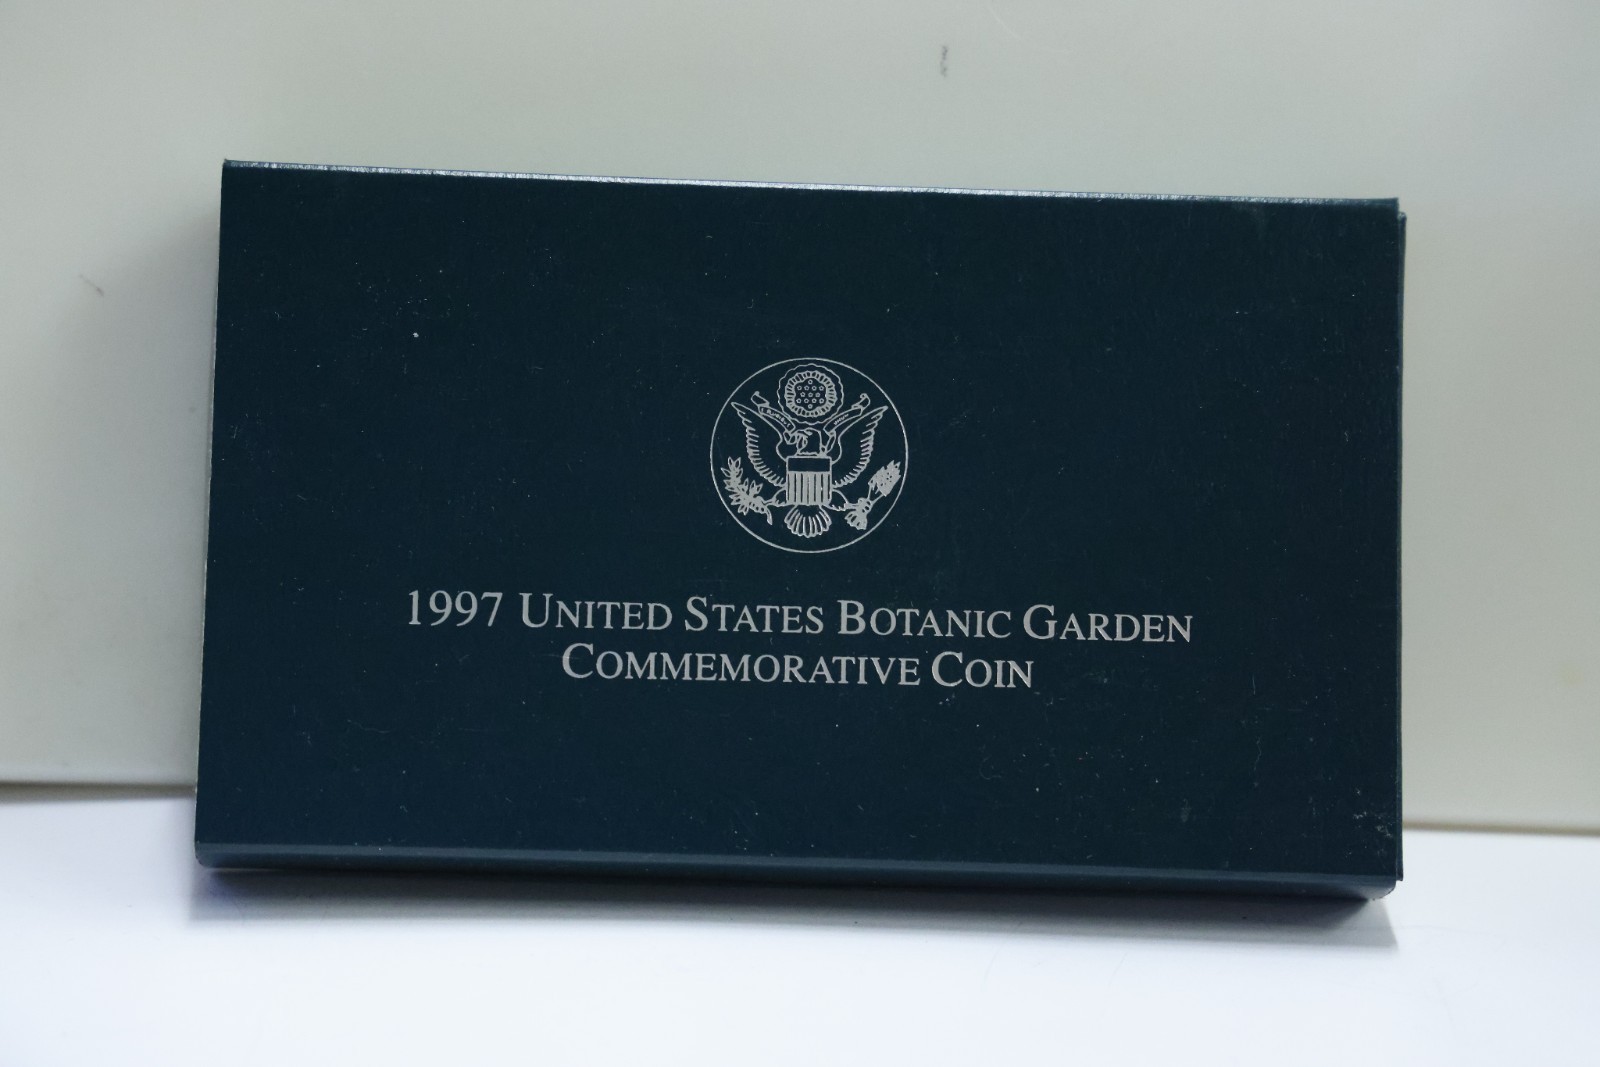 1997 UNITED STATES BOTANIC GARDEN
COMMEMORATIVE COIN